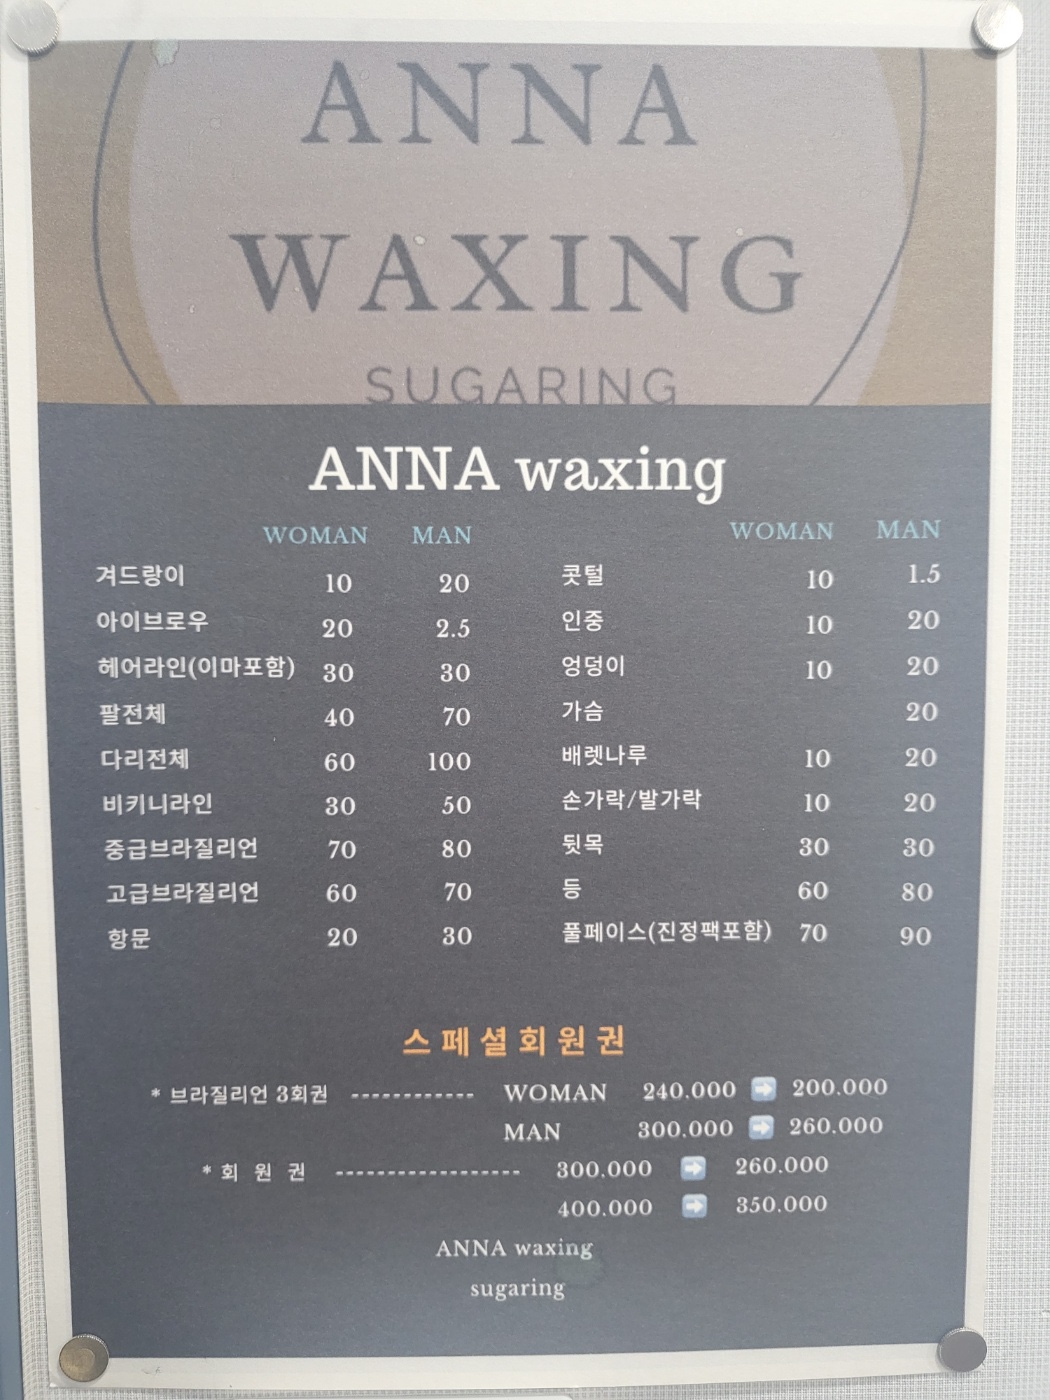 ANNA
WAXING
SUGARING
ANNA waxing
WOMAN MAN WOMAN MAN
겨드랑이 10 20 콧털 10 1.5
아이브로우 20 2.5 인중 10 20
헤어라인(이마포함) 30 30 엉덩이 10 20
팔전체 40 70 가슴 20
다리전체 60 100 배렛나루 10 20
비키니라인 30 50 손가락/발가락 10 20
중급브라질리언 70 80 뒷목 30 30
고급브라질리언 60 70 등 60 80
항문 20 30 풀페이스(진정팩포함) 70 90
스페셜회원권
* 브라질리언 3회권 ------------ WOMAN 240.000 ➡ 200.000
MAN 300.000 ➡ 260.000
* 회 원 권 ------------------ 300.000 ➡ 260.000
400.000 ➡ 350.000
ANNA waxing
sugaring